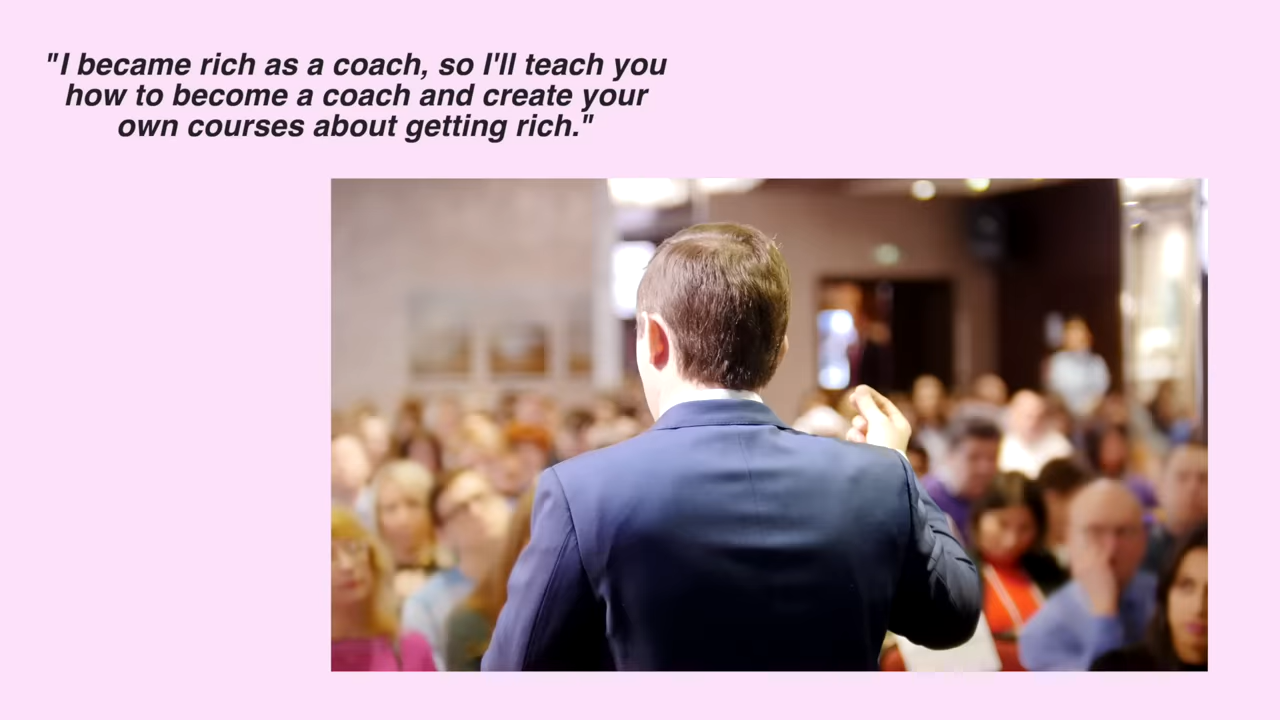 "I became rich as a coach, so I'll teach you
how to become a coach and create your
own courses about getting rich."